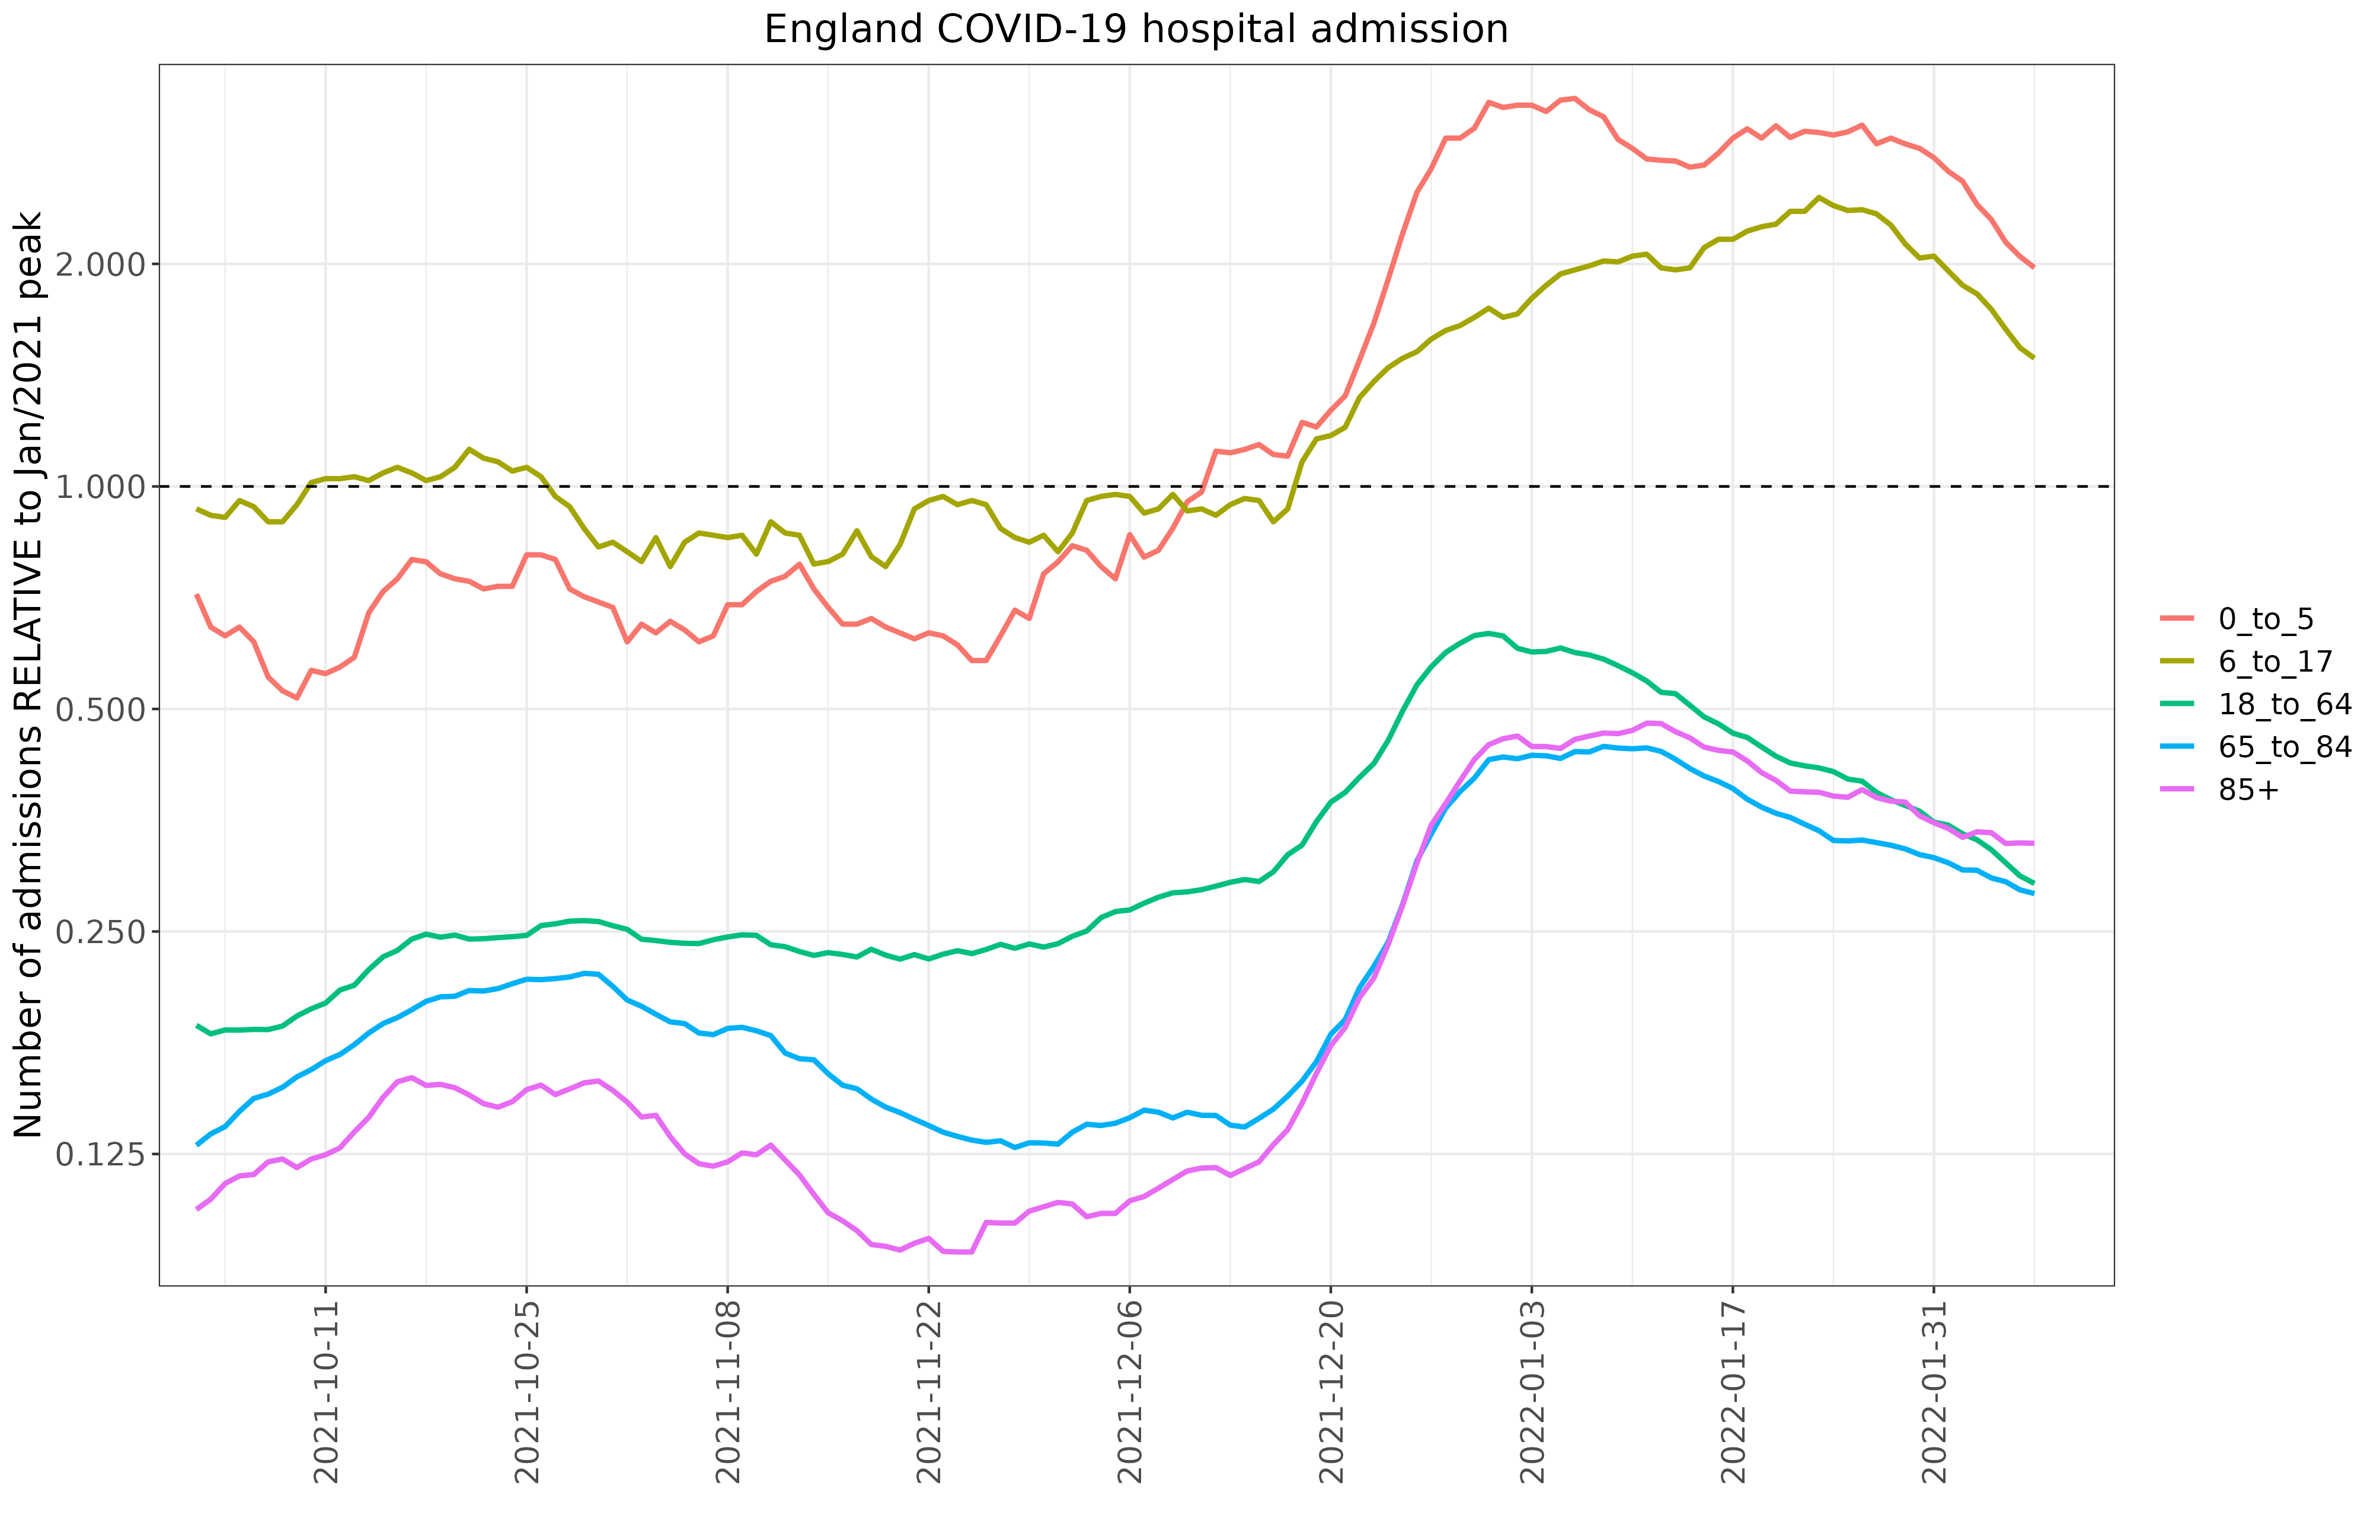 England COVID-19 hospital admission
Number of admissions RELATIVE to Jan/2021 peak
2.000
1.000
0.500
0.250
0.125
2021-10-11
2021-10-25
2021-11-08
2021-11-22
2021-12-06
2021-12-20
2022-01-03
2022-01-17
2022-01-31
0_to_5
6_to_17
18_to_64
65_to_84
85+